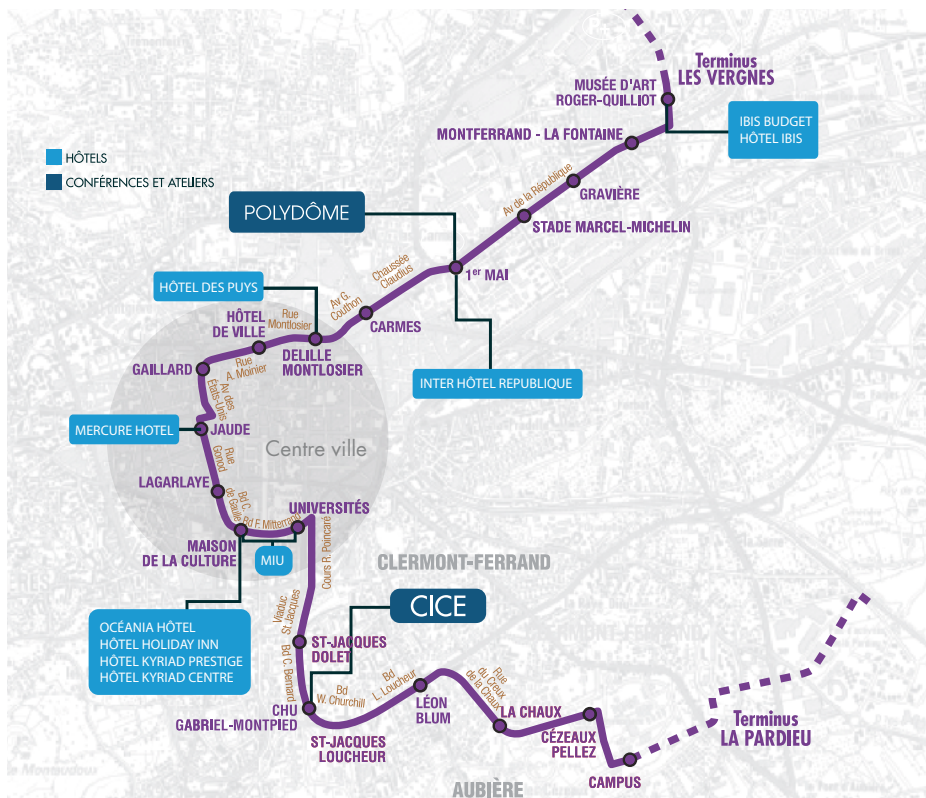 Terminus
LES VERGNES
MUSÉE D'ART
ROGER-QUILLIOT
IBIS BUDGET
HÔTEL IBIS
MONTFERRAND - LA FONTAINE
HÔTELS
CONFÉRENCES ET ATELIERS
Av de la République
GRAVIÈRE
POLYDÔME
STADE MARCEL-MICHELIN
1er MAI
Chaussée
Claudius
HÔTEL DES PUYS
Av G.
Couthon
CARMES
HÔTEL
DE VILLE
Rue
Montlosier
DELILLE
MONTLOSIER
GAILLARD
Rue
A. Moinier
INTER HÔTEL REPUBLIQUE
Av des
États-Unis
MERCURE HOTEL
JAUDE
Centre ville
Rue
Gonod
LAGARLAYE
Bd C.
de Gaulle
Bd F. Mitterrand
UNIVERSITÉS
MAISON
DE LA CULTURE
MIU
Cours R. Poincaré
CLERMONT-FERRAND
CICE
Viaduc
St Jacques
OCÉANIA HÔTEL
HÔTEL HOLIDAY INN
HÔTEL KYRIAD PRESTIGE
HÔTEL KYRIAD CENTRE
ST-JACQUES
DOLET
Bd C. Bernard
Bd
W. Churchill
Bd
L. Loucheur
Rue
du Creux
de la Chaux
CHU
GABRIEL-MONTPIED
LÉON
BLUM
LA CHAUX
ST-JACQUES
LOUCHEUR
CÉZEAUX
PELLEZ
Terminus
LA PARDIEU
CAMPUS
AUBIÈRE